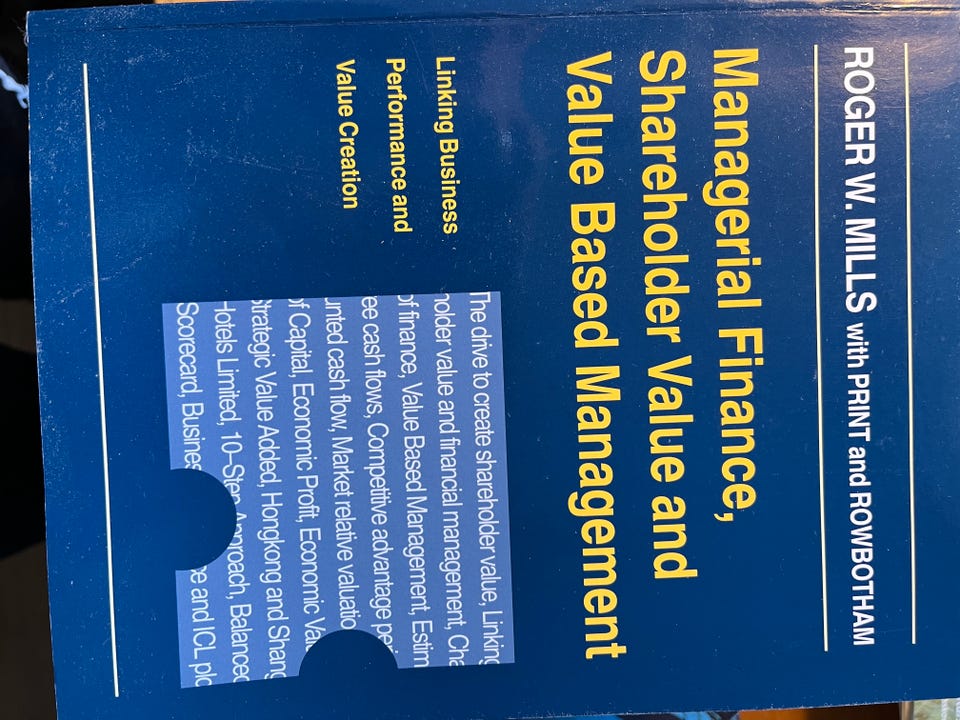 ROGER W. MILLS with PRINT and ROWBOTHAM
Managerial Finance,
Shareholder Value and
Value Based Management
Linking Business
Performance and
Value Creation
The drive to create shareholder value, Linking
holder value and financial management, Cha
of finance, Value Based Management, Estim
ee cash flows, Competitive advantage pe
unted cash flow, Market relative valuatio
of Capital, Economic Profit, Economic Val
Strategic Value Added, Hongkong and Shang
Hotels Limited, 10-Step Approach, Balanced
Scorecard, Busines e and ICL plc